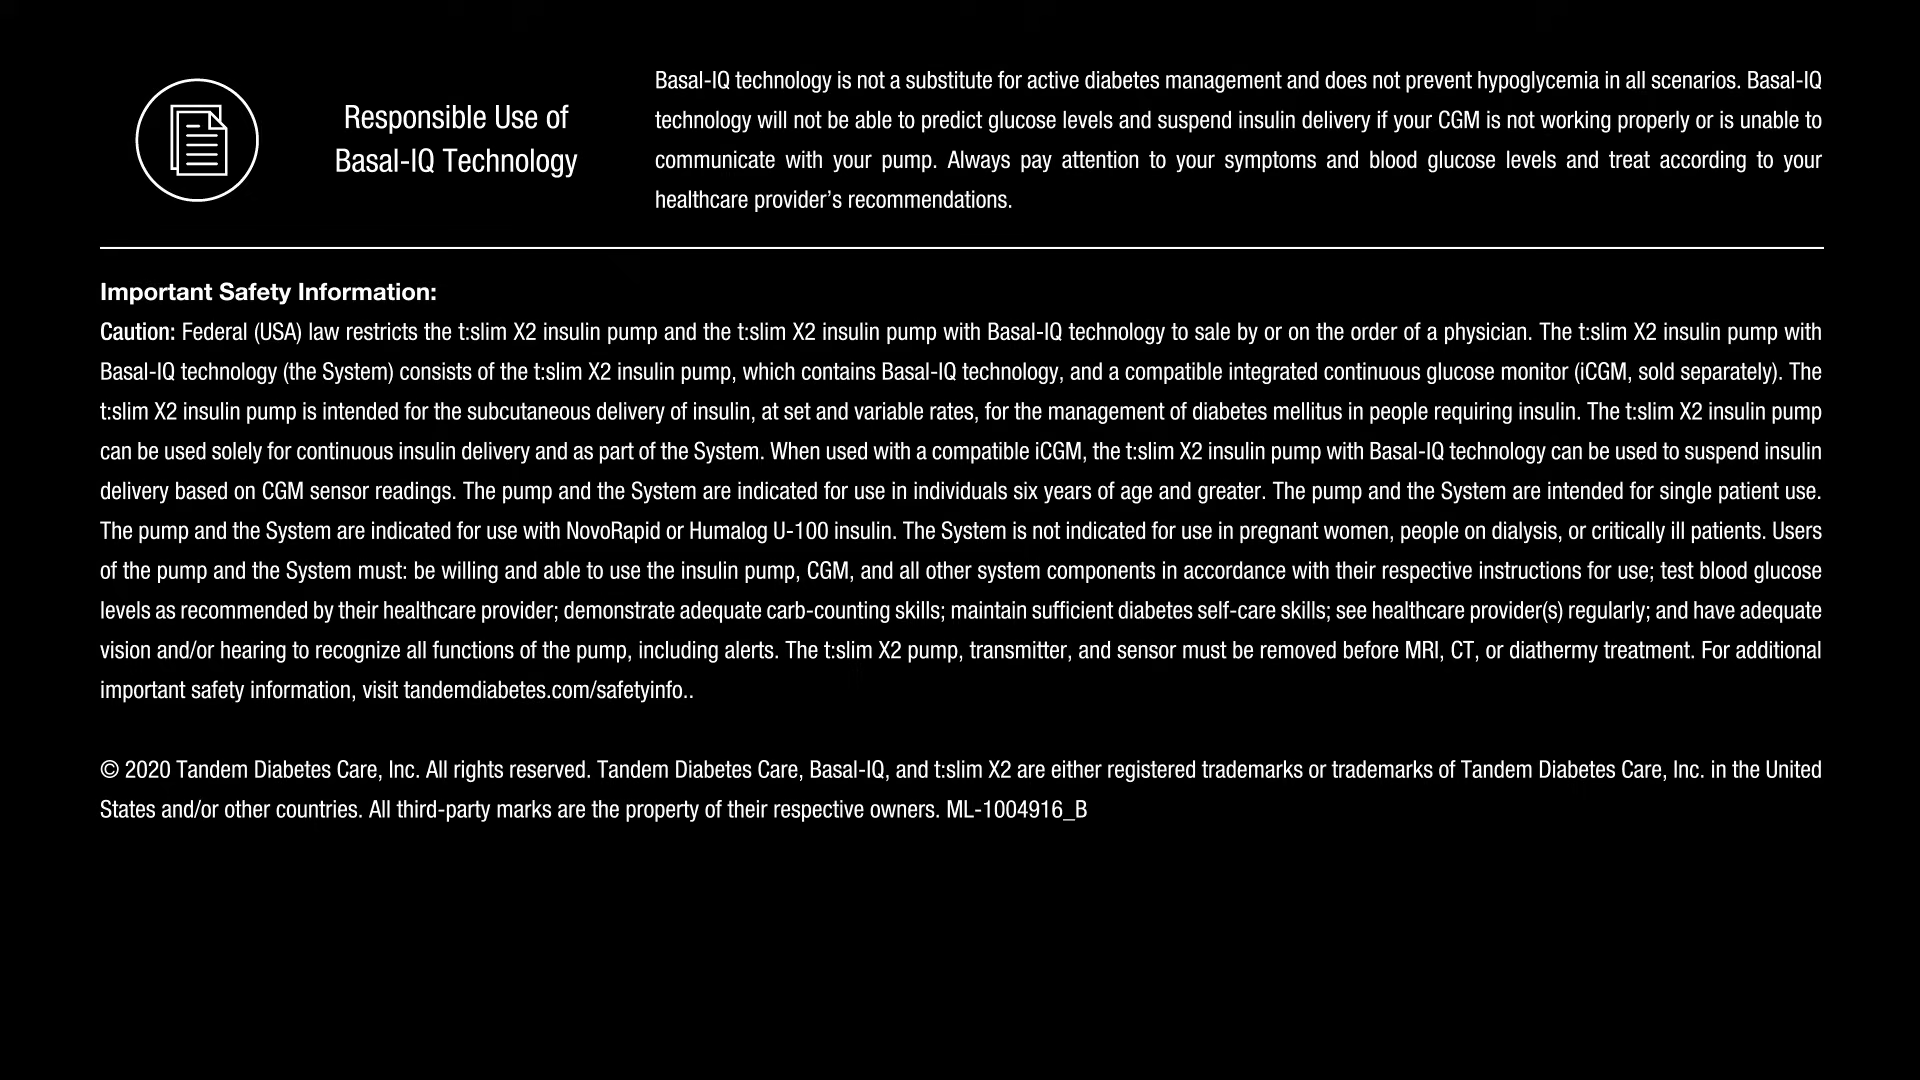 Responsible Use of
Basal-IQ Technology
Basal-IQ technology is not a substitute for active diabetes management and does not prevent hypoglycemia in all scenarios. Basal-IQ
technology will not be able to predict glucose levels and suspend insulin delivery if your CGM is not working properly or is unable to
communicate with your pump. Always pay attention to your symptoms and blood glucose levels and treat according to your
healthcare provider’s recommendations.
Important Safety Information:
Caution: Federal (USA) law restricts the t:slim X2 insulin pump and the t:slim X2 insulin pump with Basal-IQ technology to sale by or on the order of a physician. The t:slim X2 insulin pump with
Basal-IQ technology (the System) consists of the t:slim X2 insulin pump, which contains Basal-IQ technology, and a compatible integrated continuous glucose monitor (iCGM, sold separately). The
t:slim X2 insulin pump is intended for the subcutaneous delivery of insulin, at set and variable rates, for the management of diabetes mellitus in people requiring insulin. The t:slim X2 insulin pump
can be used solely for continuous insulin delivery and as part of the System. When used with a compatible iCGM, the t:slim X2 insulin pump with Basal-IQ technology can be used to suspend insulin
delivery based on CGM sensor readings. The pump and the System are indicated for use in individuals six years of age and greater. The pump and the System are intended for single patient use.
The pump and the System are indicated for use with NovoRapid or Humalog U-100 insulin. The System is not indicated for use in pregnant women, people on dialysis, or critically ill patients. Users
of the pump and the System must: be willing and able to use the insulin pump, CGM, and all other system components in accordance with their respective instructions for use; test blood glucose
levels as recommended by their healthcare provider; demonstrate adequate carb-counting skills; maintain sufficient diabetes self-care skills; see healthcare provider(s) regularly; and have adequate
vision and/or hearing to recognize all functions of the pump, including alerts. The t:slim X2 pump, transmitter, and sensor must be removed before MRI, CT, or diathermy treatment. For additional
important safety information, visit tandemdiabetes.com/safetyinfo..
© 2020 Tandem Diabetes Care, Inc. All rights reserved. Tandem Diabetes Care, Basal-IQ, and t:slim X2 are either registered trademarks or trademarks of Tandem Diabetes Care, Inc. in the United
States and/or other countries. All third-party marks are the property of their respective owners. ML-1004916_B